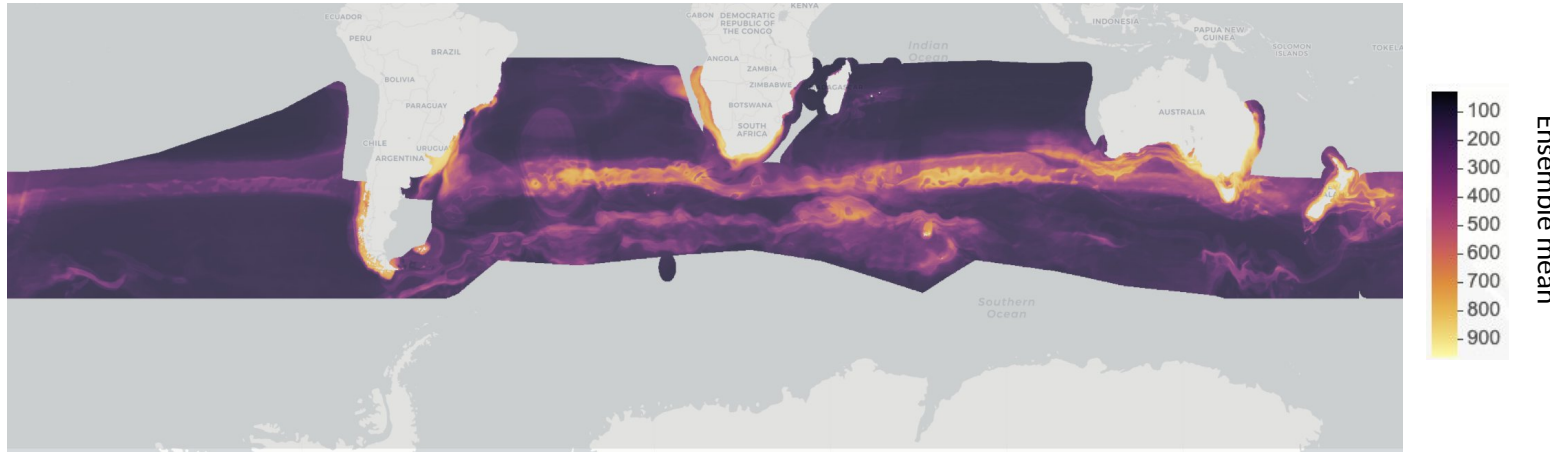 ECUADOR
PERU
BRAZIL
BOLIVIA
PARAGUAY
CHILE
URUGUA
ARGENTINA
GABON
DEMOCRATIC
REPUBLIC OF
THE CONGO
KENYA
ANGOLA
ZAMBIA
ZIMBABWE
BOTSWANA
SOUTH
AFRICA
Indian
Ocean
INDONESIA
PAPUA NEW
GUINEA
SOLOMON
ISLANDS
TOKELA
AUSTRALIA
Southern
Ocean
100
200
300
400
500
600
700
800
900
Ensemble mean